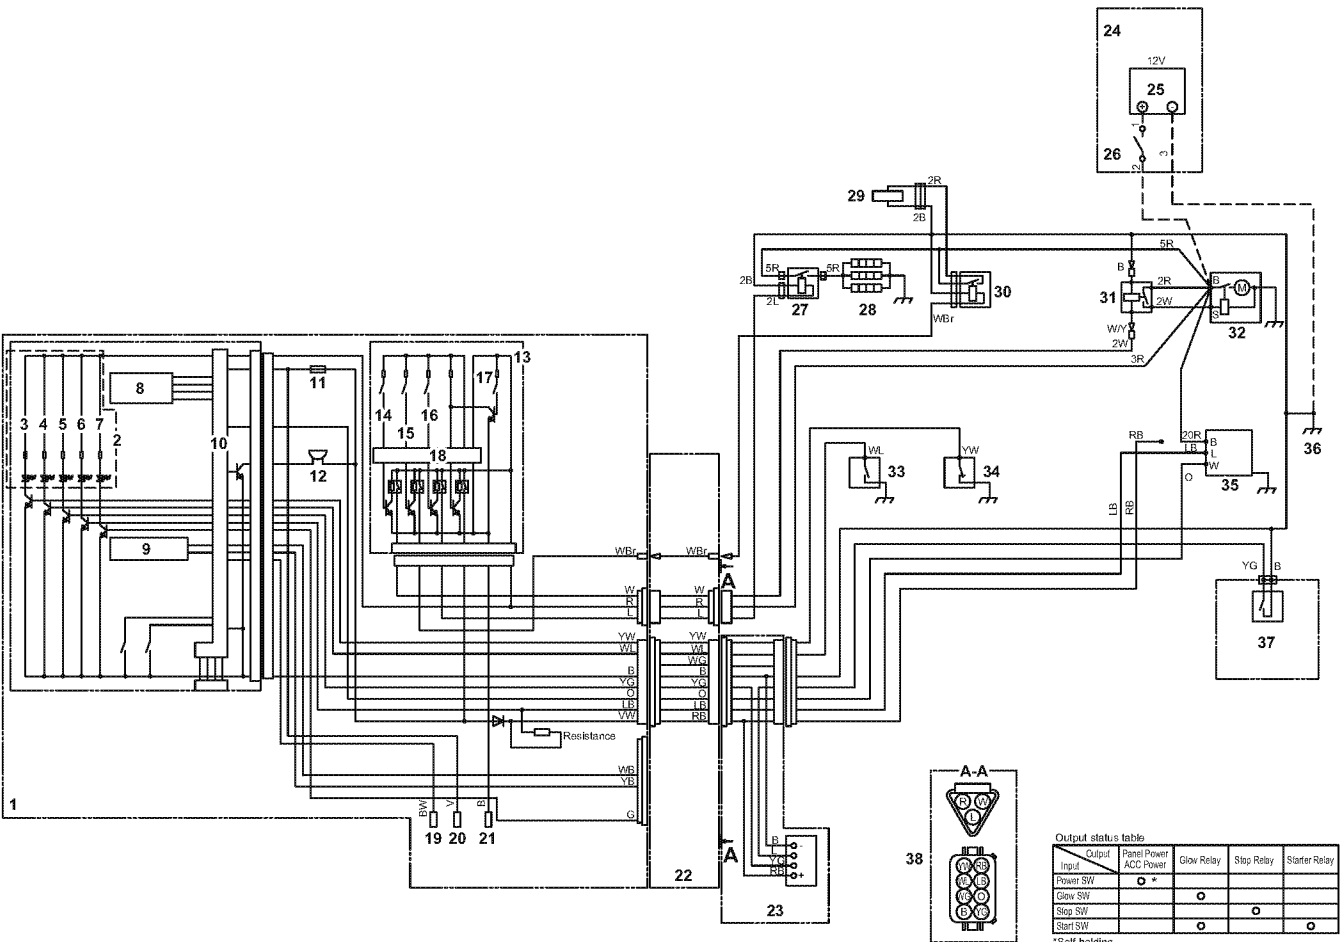 24
12V
25
+
-
1
26
2
3
29
2R
2B
5R
B
2B
5R
5R
2L
27
28
30
WBr
31
2R
2W
B
M
S
32
W/Y
2W
3R
13
17
14
15
16
18
8
11
12
10
3
4
5
6
7
2
9
WL
33
YW
34
RB
20R
LB
B
L
W
O
35
36
LB
RB
YG
B
37
WBr
WBr
A
W
R
L
W
R
L
YW
WL
B
YG
O
LB
VW
YW
WL
WG
B
YG
O
LB
RB
Resistance
WB
YB
G
1
BW
V
B
19
20
21
22
A
B
L
YG
RB
-
+
23
38
A-A
R
W
L
YW
RB
WL
LB
WG
O
B
YG
Output status table
Output
Input
Panel Power
ACC Power
Glow Relay
Stop Relay
Starter Relay
Power SW
*
Glow SW
Stop SW
Start SW
*Self holding